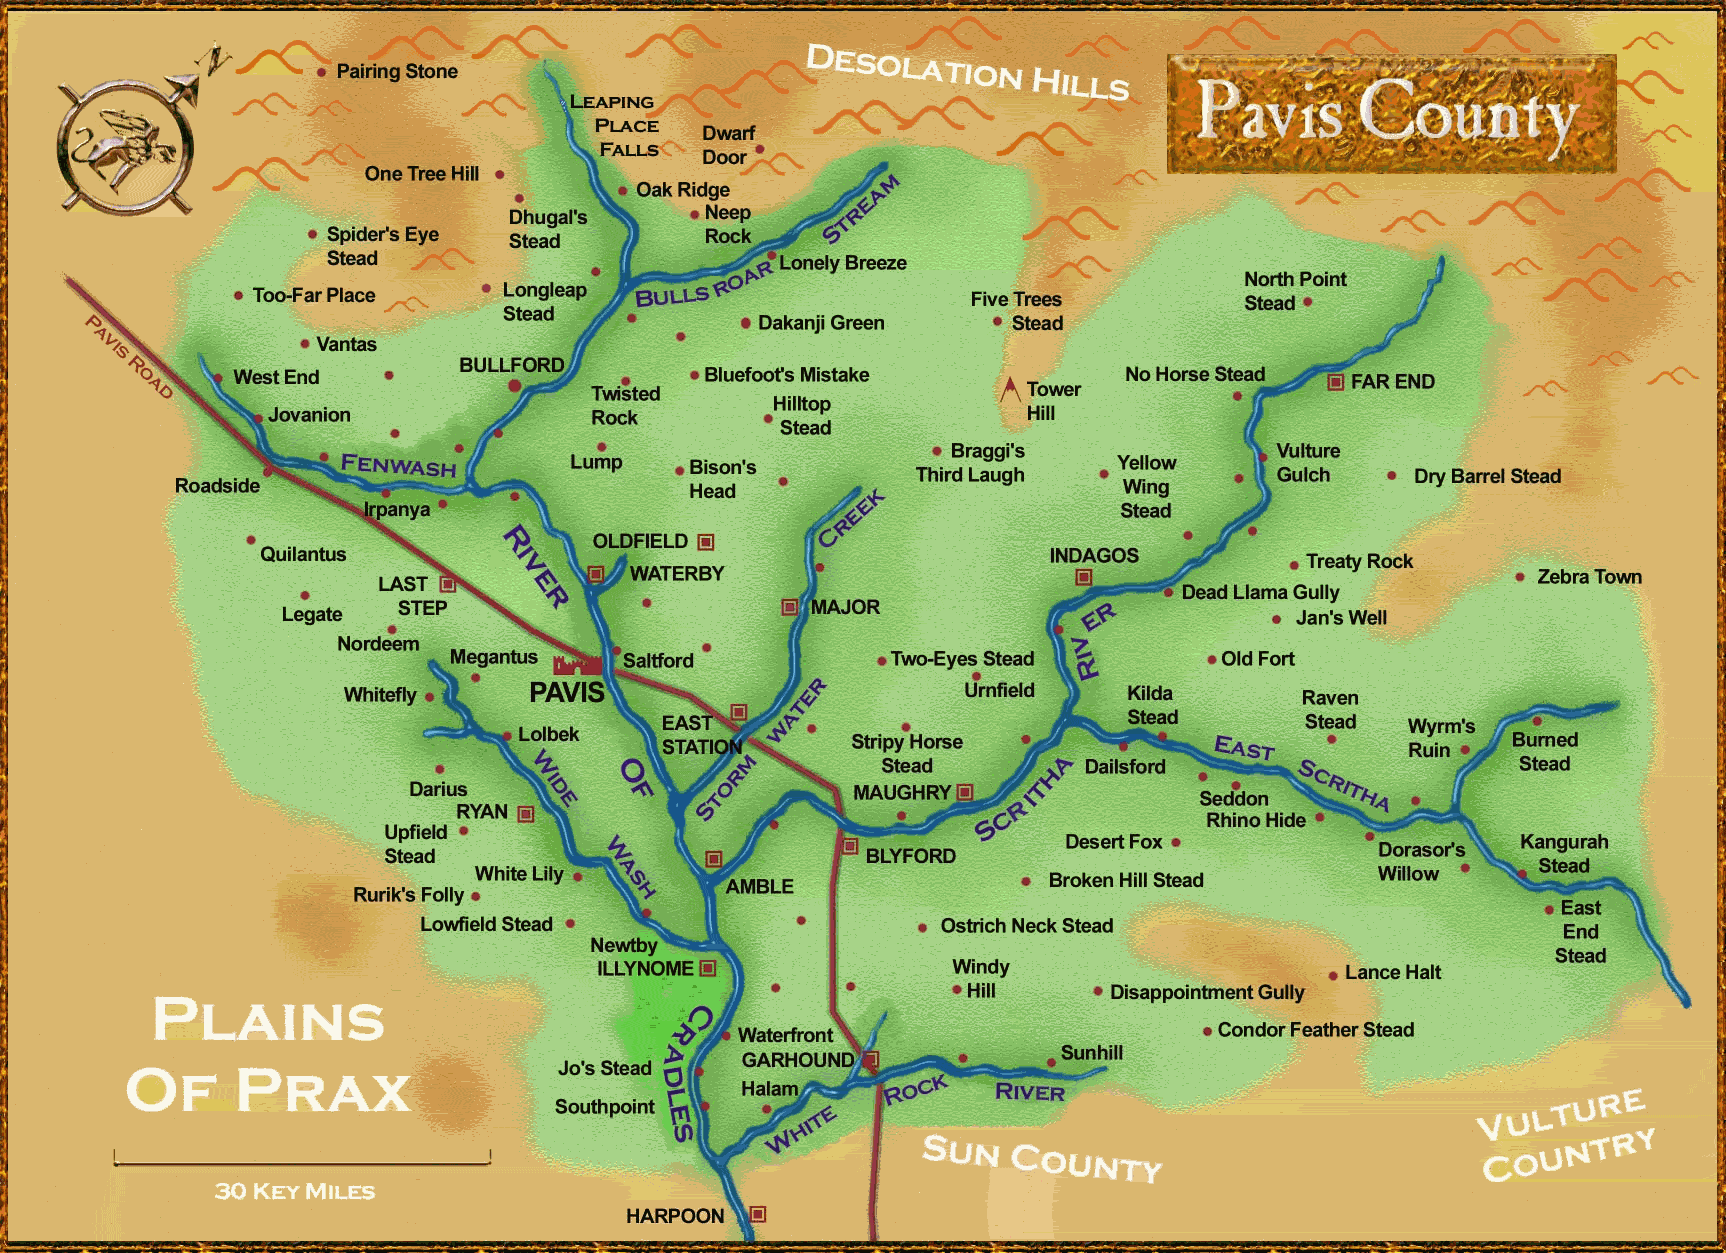 N
Pairing Stone
DESOLATION HILLS
Pavis County
LEAPING
PLACE
FALLS
Dwarf
Door
One Tree Hill
Oak Ridge
Dhugal's
Stead
Neep
Rock
Spider's Eye
Stead
BULLS ROAR STREAM
Lonely Breeze
Too-Far Place
Longleap
Stead
North Point
Stead
Five Trees
Stead
Dakanji Green
PAVIS ROAD
Vantas
BULLFORD
West End
Twisted
Rock
Bluefoot's Mistake
No Horse Stead
FAR END
Tower
Hill
Hilltop
Stead
Jovanion
FENWASH
Lump
Bison's
Head
Braggi's
Third Laugh
Yellow
Wing
Stead
Vulture
Gulch
Dry Barrel Stead
Roadside
Irpanya
CREEK
RIVER
OLDFIELD
Quilantus
WATERBY
INDAGOS
Treaty Rock
Zebra Town
LAST
STEP
Dead Llama Gully
Legate
MAJOR
RIVER
Jan's Well
Nordeem
Megantus
Saltford
Two-Eyes Stead
Old Fort
Whitefly
PAVIS
Urnfield
Kilda
Stead
Raven
Stead
EAST
STATION
WATER
Lolbek
Stripy Horse
Stead
EAST SCRITHA
Wyrm's
Ruin
Burned
Stead
WIDE
OF
STORM
Dailsford
Darius
RYAN
MAUGHRY
SCRITHA
Seddon
Rhino Hide
Upfield
Stead
WASH
BLYFORD
Desert Fox
Dorasor's
Willow
Kangurah
Stead
White Lily
AMBLE
Broken Hill Stead
Rurik's Folly
Lowfield Stead
Ostrich Neck Stead
East
End
Stead
Newtby
ILLYNOME
Windy
Hill
Lance Halt
Disappointment Gully
PLAINS
OF PRAX
CRADLES
Waterfront
Condor Feather Stead
GARHOUND
Sunhill
Jo's Stead
Halam
WHITE ROCK RIVER
Southpoint
VULTURE
COUNTRY
SUN COUNTY
30 KEY MILES
HARPOON